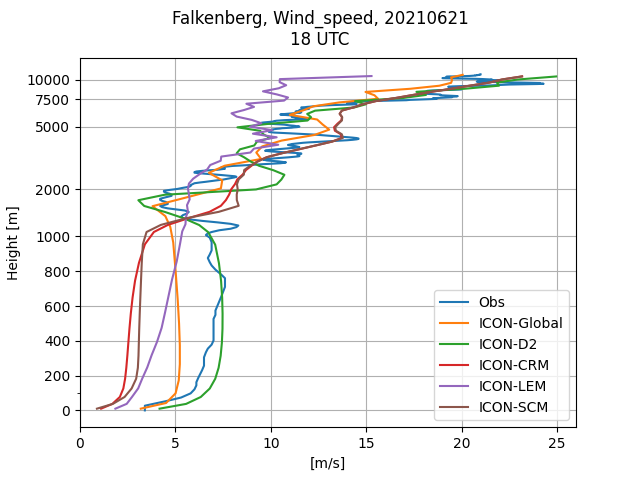 Falkenberg, Wind_speed, 20210621
18 UTC
10000
7500
5000
2000
1000
800
600
400
200
0
Height [m]
0 5 10 15 20 25
[m/s]
Obs
ICON-Global
ICON-D2
ICON-CRM
ICON-LEM
ICON-SCM